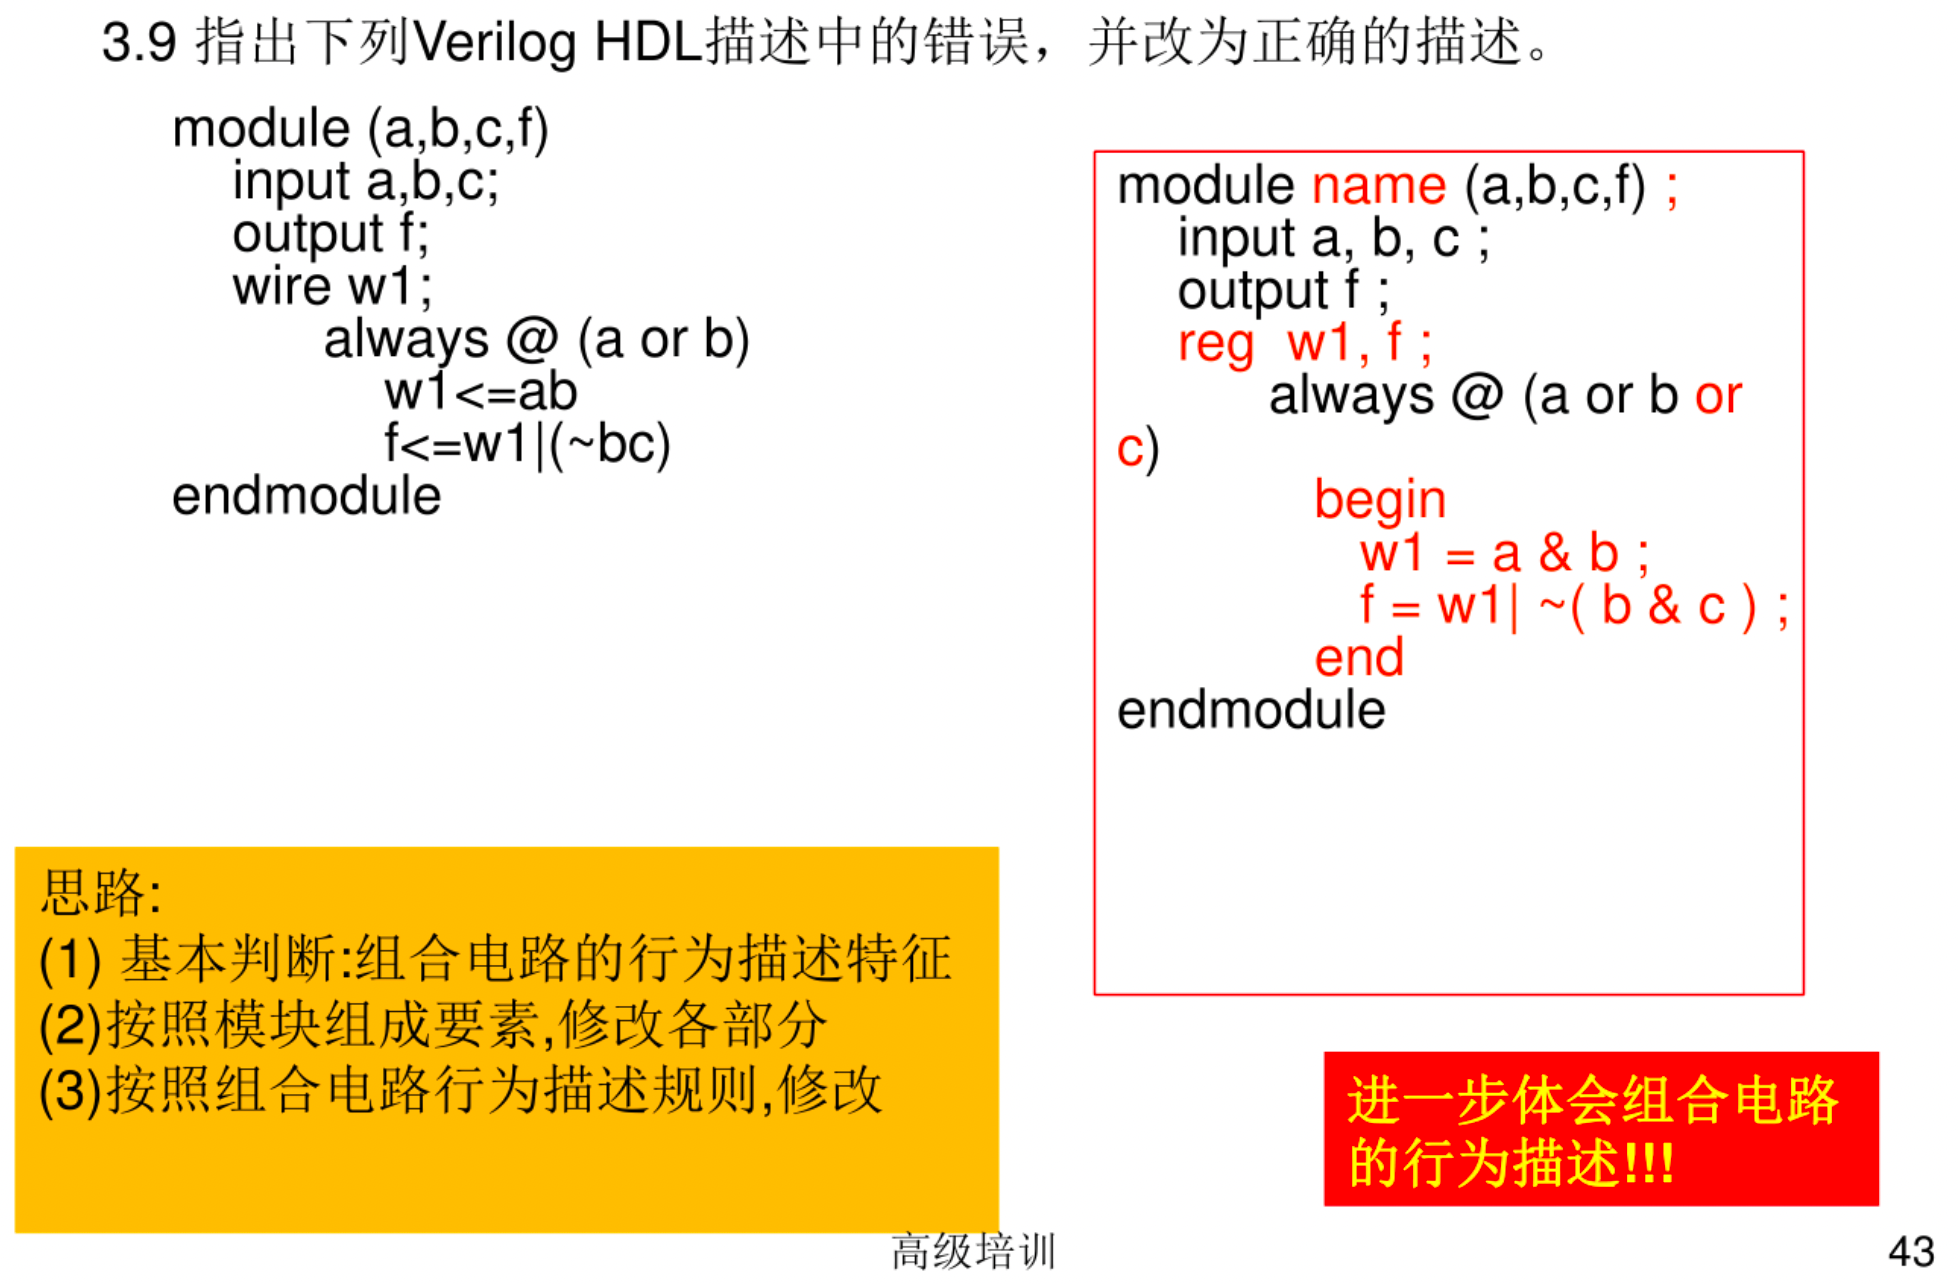 3.9 指出下列Verilog HDL描述中的错误，并改为正确的描述。
module (a,b,c,f)
input a,b,c;
output f;
wire w1;
always @ (a or b)
w1<=ab
f<=w1|(~bc)
endmodule
module name (a,b,c,f) ;
input a, b, c ;
output f ;
reg w1, f ;
always @ (a or b or
c)
begin
w1 = a & b ;
f = w1| ~( b & c ) ;
end
endmodule
思路:
(1) 基本判断:组合电路的行为描述特征
(2)按照模块组成要素,修改各部分
(3)按照组合电路行为描述规则,修改
进一步体会组合电路
的行为描述!!!
高级培训
43